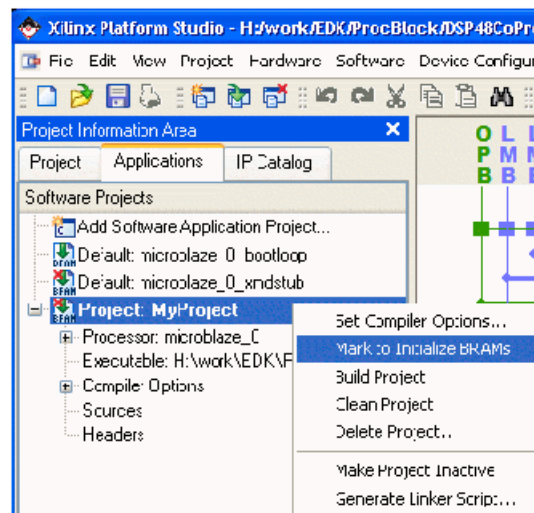 Xilinx Platform Studio - H:/work/EDK/ProcBlock/DSP48CoPro
File Edit View Project Hardware Software Device Configu
Project Information Area
Project Applications IP Catalog
OPB
LMB
Software Projects
Add Software Application Project...
Default: microblaze_0_bootloop
Default: microblaze_0_xmdstub
Project: MyProject
Processor: microblaze_0
Executable: H:\work\EDK\P
Compiler Options
Sources
Headers
Set Compiler Options...
Mark to Initialize BRAMs
Build Project
Clean Project
Delete Project...
Make Project Inactive
Generate Linker Script...